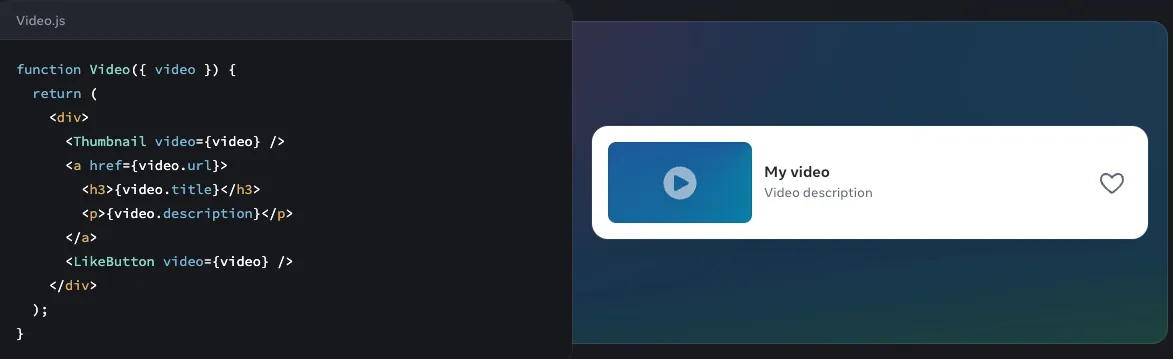 Video.js
function Video({ video }) {
  return (
    <div>
      <Thumbnail video={video} />
      <a href={video.url}>
        <h3>{video.title}</h3>
        <p>{video.description}</p>
      </a>
      <LikeButton video={video} />
    </div>
  );
}
My video
Video description